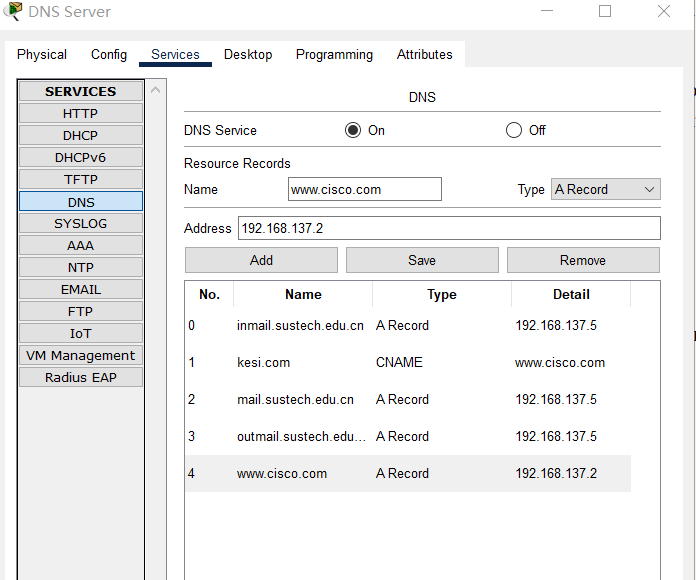 DNS Server
Physical Config Services Desktop Programming Attributes
SERVICES
HTTP
DHCP
DHCPv6
TFTP
DNS
SYSLOG
AAA
NTP
EMAIL
FTP
IoT
VM Management
Radius EAP
DNS
DNS Service On Off
Resource Records
Name www.cisco.com Type A Record
Address 192.168.137.2
Add Save Remove
No. Name Type Detail
0 inmail.sustech.edu.cn A Record 192.168.137.5
1 kesi.com CNAME www.cisco.com
2 mail.sustech.edu.cn A Record 192.168.137.5
3 outmail.sustech.edu... A Record 192.168.137.5
4 www.cisco.com A Record 192.168.137.2